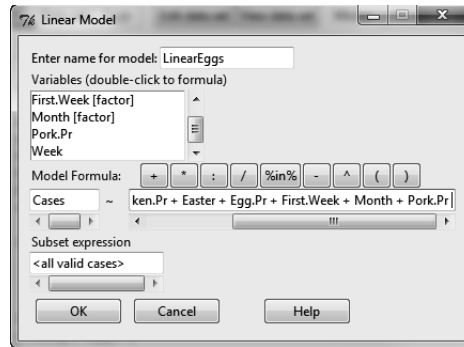 Linear Model
X
Enter name for model: LinearEggs
Variables (double-click to formula)
First.Week [factor]
Month [factor]
Pork.Pr
Week
Model Formula: + * : / %in% - ^ ( )
Cases ~ ken.Pr + Easter + Egg.Pr + First.Week + Month + Pork.Pr
Subset expression
<all valid cases>
OK Cancel Help